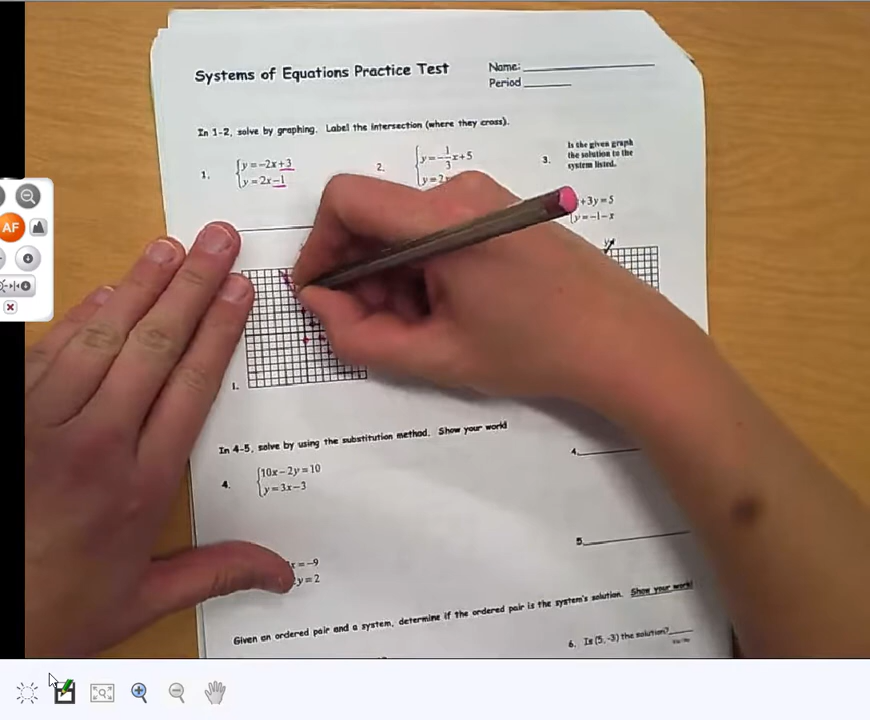 Systems of Equations Practice Test
Name:
Period
In 1-2, solve by graphing. Label the intersection (where they cross).
1.
y=-2x+3
y=2x-1
2.
y=-1/3x+5
y=2
3.
Is the given graph
the solution to the
system listed.
+3y=5
y=-1-x
y
1.
In 4-5, solve by using the substitution method. Show your work!
4.
10x-2y=10
y=3x-3
4.
x=-9
y=2
5.
Given an ordered pair and a system, determine if the ordered pair is the system's solution. Show your work!
6. Is (5,-3) the solution?
AF